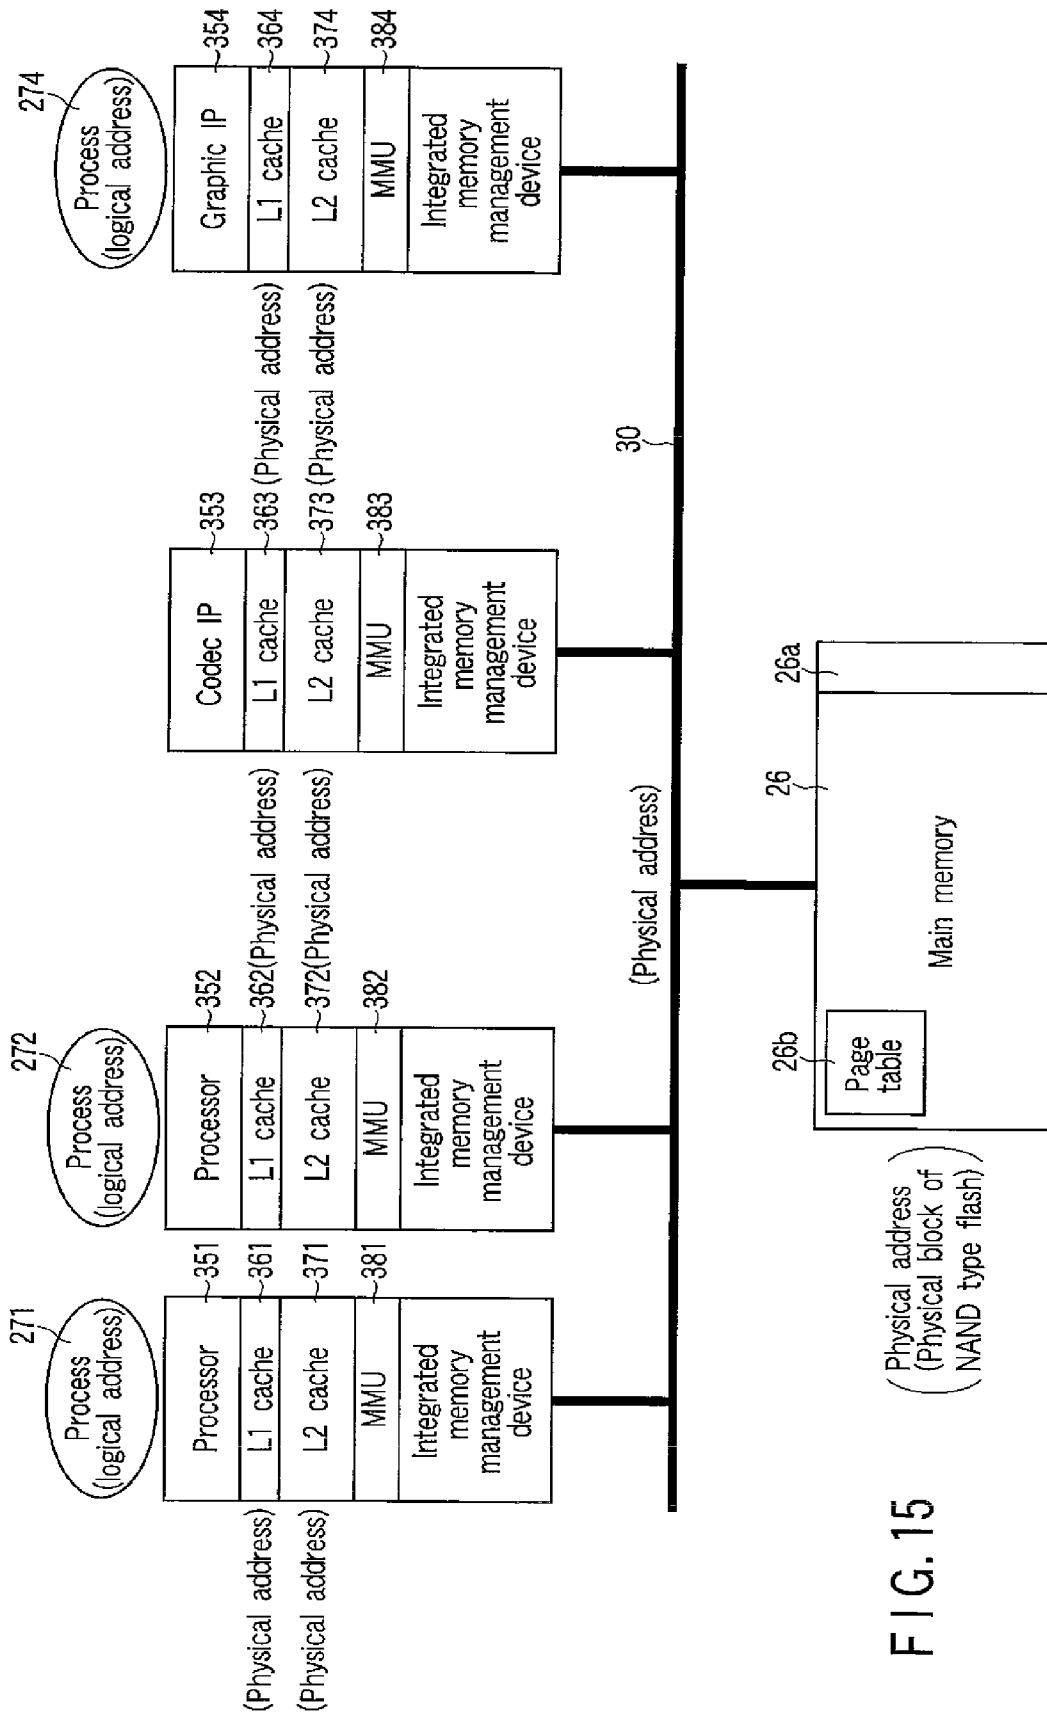 271
Process
(logical address)
272
Process
(logical address)
274
Process
(logical address)
Processor
351
L1 cache
361
L2 cache
371
MMU
381
Integrated
memory
management
device
(Physical address)
(Physical address)
Processor
352
L1 cache
362(Physical address)
L2 cache
372(Physical address)
MMU
382
Integrated
memory
management
device
Codec IP
353
L1 cache
363(Physical address)
L2 cache
373(Physical address)
MMU
383
Integrated
memory
management
device
Graphic IP
354
L1 cache
364
L2 cache
374
MMU
384
Integrated
memory
management
device
(Physical address)
30
26b
Page
table
26
26a
Main memory
(Physical address
(Physical block of
NAND type flash))
FIG. 15